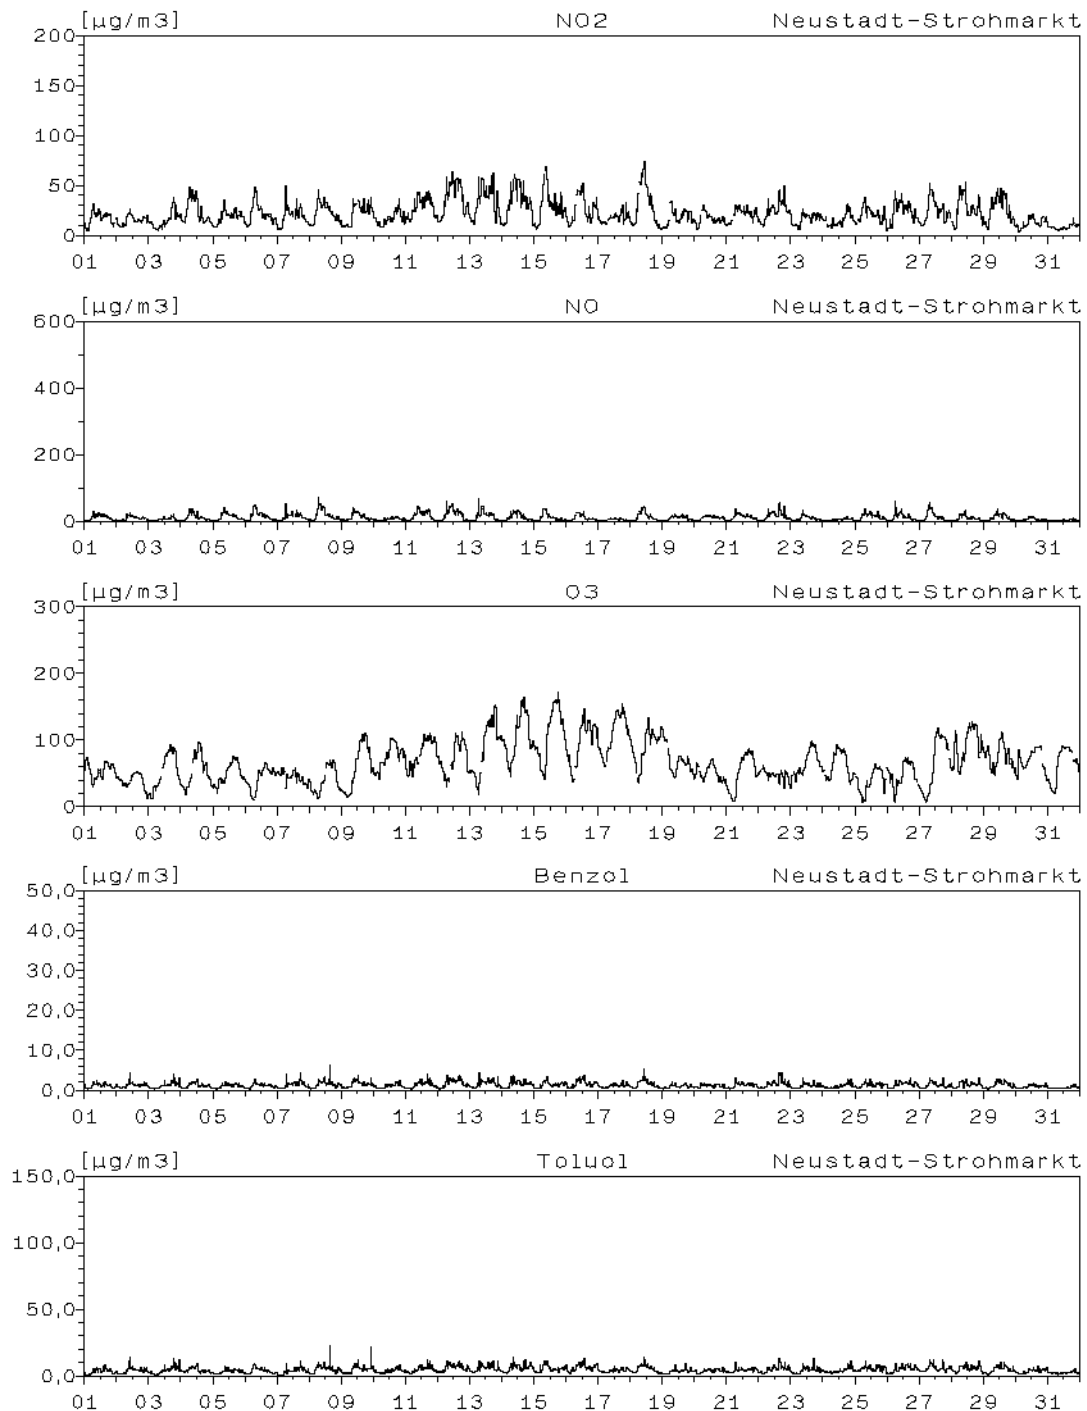 [µg/m3] NO2 Neustadt-Strohmarkt
200
150
100
50
0
01 03 05 07 09 11 13 15 17 19 21 23 25 27 29 31
[µg/m3] NO Neustadt-Strohmarkt
600
400
200
0
01 03 05 07 09 11 13 15 17 19 21 23 25 27 29 31
[µg/m3] O3 Neustadt-Strohmarkt
300
200
100
0
01 03 05 07 09 11 13 15 17 19 21 23 25 27 29 31
[µg/m3] Benzol Neustadt-Strohmarkt
50,0
40,0
30,0
20,0
10,0
0,0
01 03 05 07 09 11 13 15 17 19 21 23 25 27 29 31
[µg/m3] Toluol Neustadt-Strohmarkt
150,0
100,0
50,0
0,0
01 03 05 07 09 11 13 15 17 19 21 23 25 27 29 31